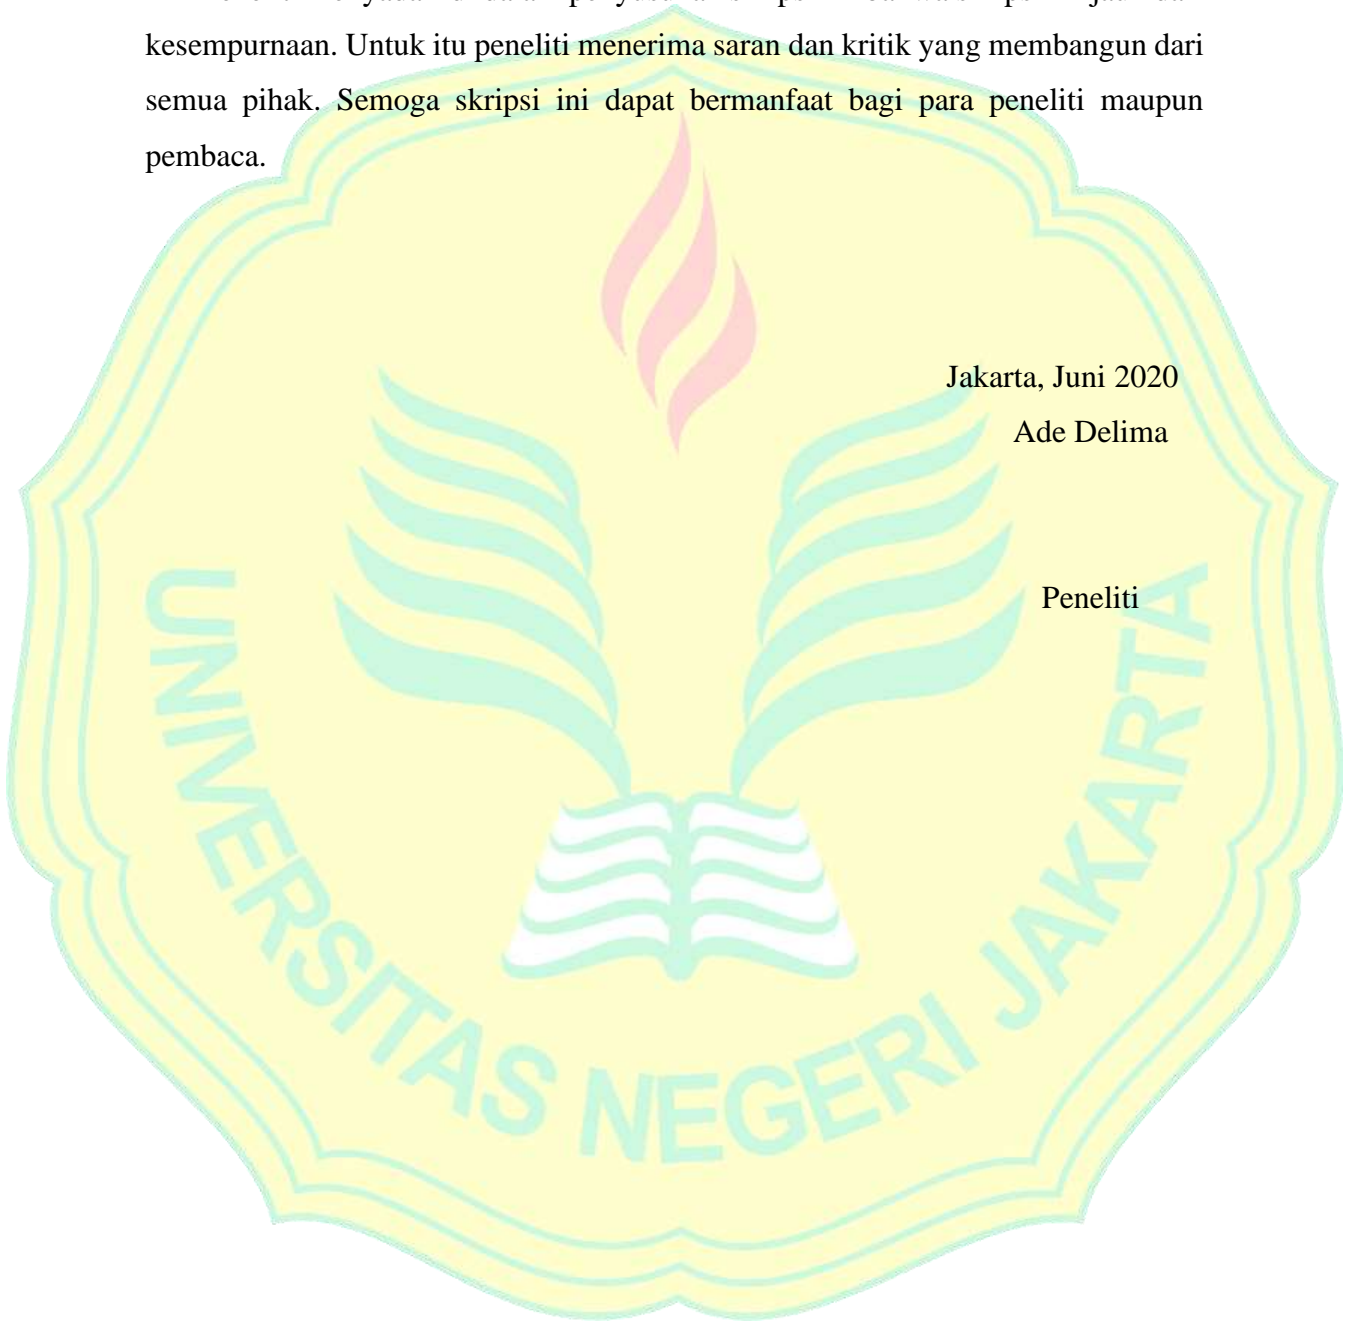 kesempurnaan. Untuk itu peneliti menerima saran dan kritik yang membangun dari
semua pihak. Semoga skripsi ini dapat bermanfaat bagi para peneliti maupun
pembaca.
Jakarta, Juni 2020
Ade Delima
Peneliti
UNIVERSITAS NEGERI JAKARTA